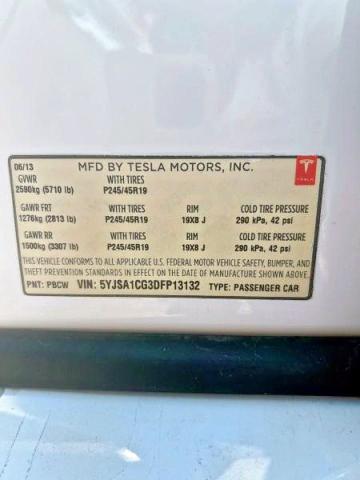 06/13 MFD BY TESLA MOTORS, INC. TESLA
GVWR WITH TIRES
2590kg (5710 lb) P245/45R19
GAWR FRT WITH TIRES RIM COLD TIRE PRESSURE
1276kg (2813 lb) P245/45R19 19X8 J 290 kPa, 42 psi
GAWR RR WITH TIRES RIM COLD TIRE PRESSURE
1500kg (3307 lb) P245/45R19 19X8 J 290 kPa, 42 psi
THIS VEHICLE CONFORMS TO ALL APPLICABLE U.S. FEDERAL MOTOR VEHICLE SAFETY, BUMPER, AND
THEFT PREVENTION STANDARDS IN EFFECT ON THE DATE OF MANUFACTURE SHOWN ABOVE.
PNT: PBCW VIN: 5YJSA1CG3DFP13132 TYPE: PASSENGER CAR